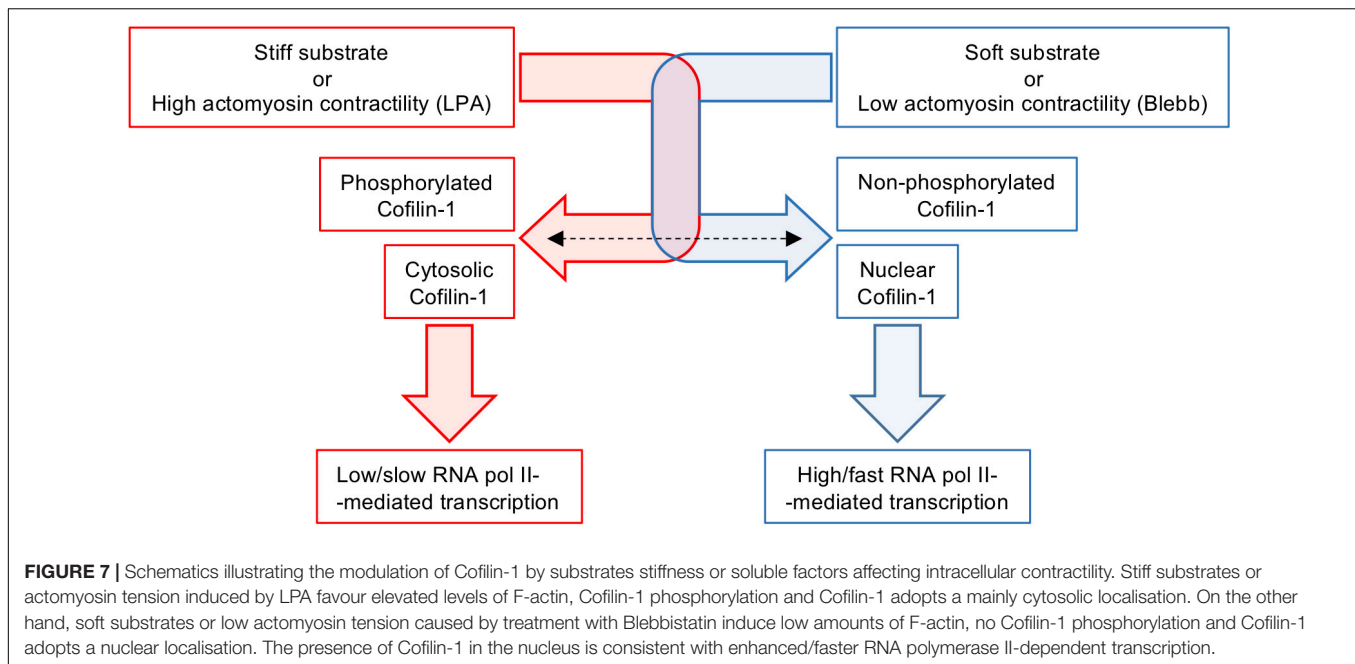 Stiff substrate
or
High actomyosin contractility (LPA)
Soft substrate
or
Low actomyosin contractility (Blebb)
Phosphorylated
Cofilin-1
Non-phosphorylated
Cofilin-1
Cytosolic
Cofilin-1
Nuclear
Cofilin-1
Low/slow RNA pol II-
-mediated transcription
High/fast RNA pol II-
-mediated transcription
FIGURE 7 | Schematics illustrating the modulation of Cofilin-1 by substrates stiffness or soluble factors affecting intracellular contractility. Stiff substrates or
actomyosin tension induced by LPA favour elevated levels of F-actin, Cofilin-1 phosphorylation and Cofilin-1 adopts a mainly cytosolic localisation. On the other
hand, soft substrates or low actomyosin tension caused by treatment with Blebbistatin induce low amounts of F-actin, no Cofilin-1 phosphorylation and Cofilin-1
adopts a nuclear localisation. The presence of Cofilin-1 in the nucleus is consistent with enhanced/faster RNA polymerase II-dependent transcription.